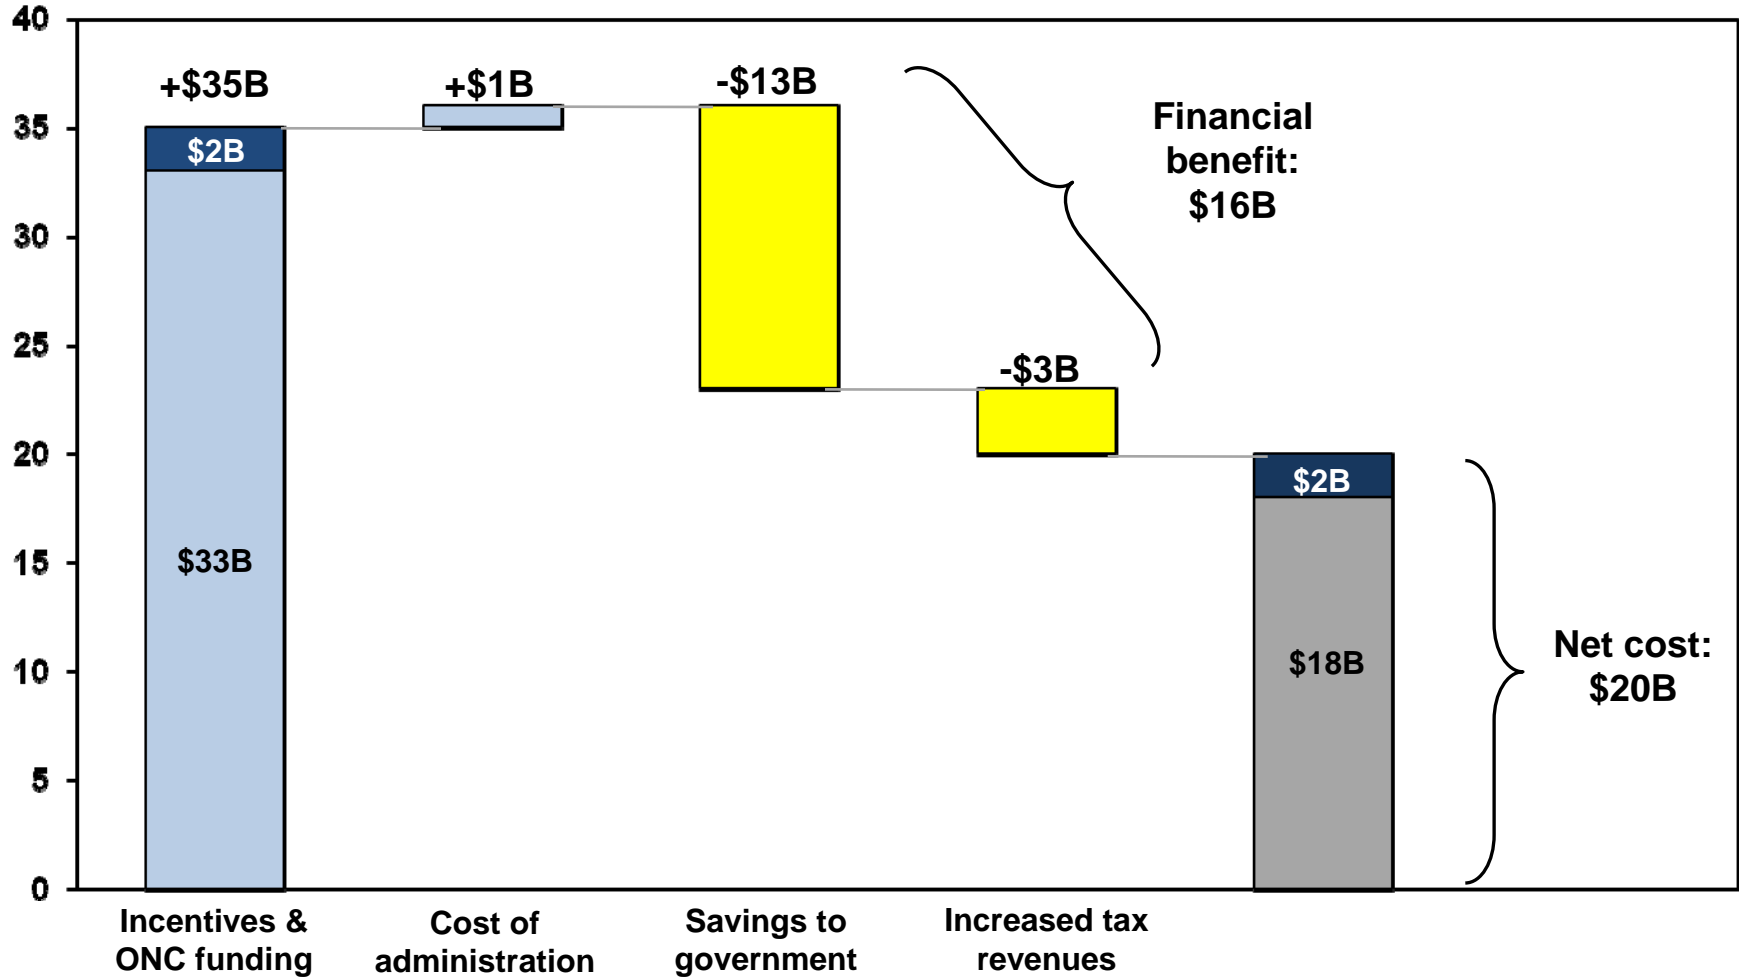 40
35
30
25
20
15
10
5
0
+$35B
$2B
$33B
+$1B
-$13B
-$3B
Financial
benefit:
$16B
$2B
$18B
Net cost:
$20B
Incentives &
ONC funding
Cost of
administration
Savings to
government
Increased tax
revenues